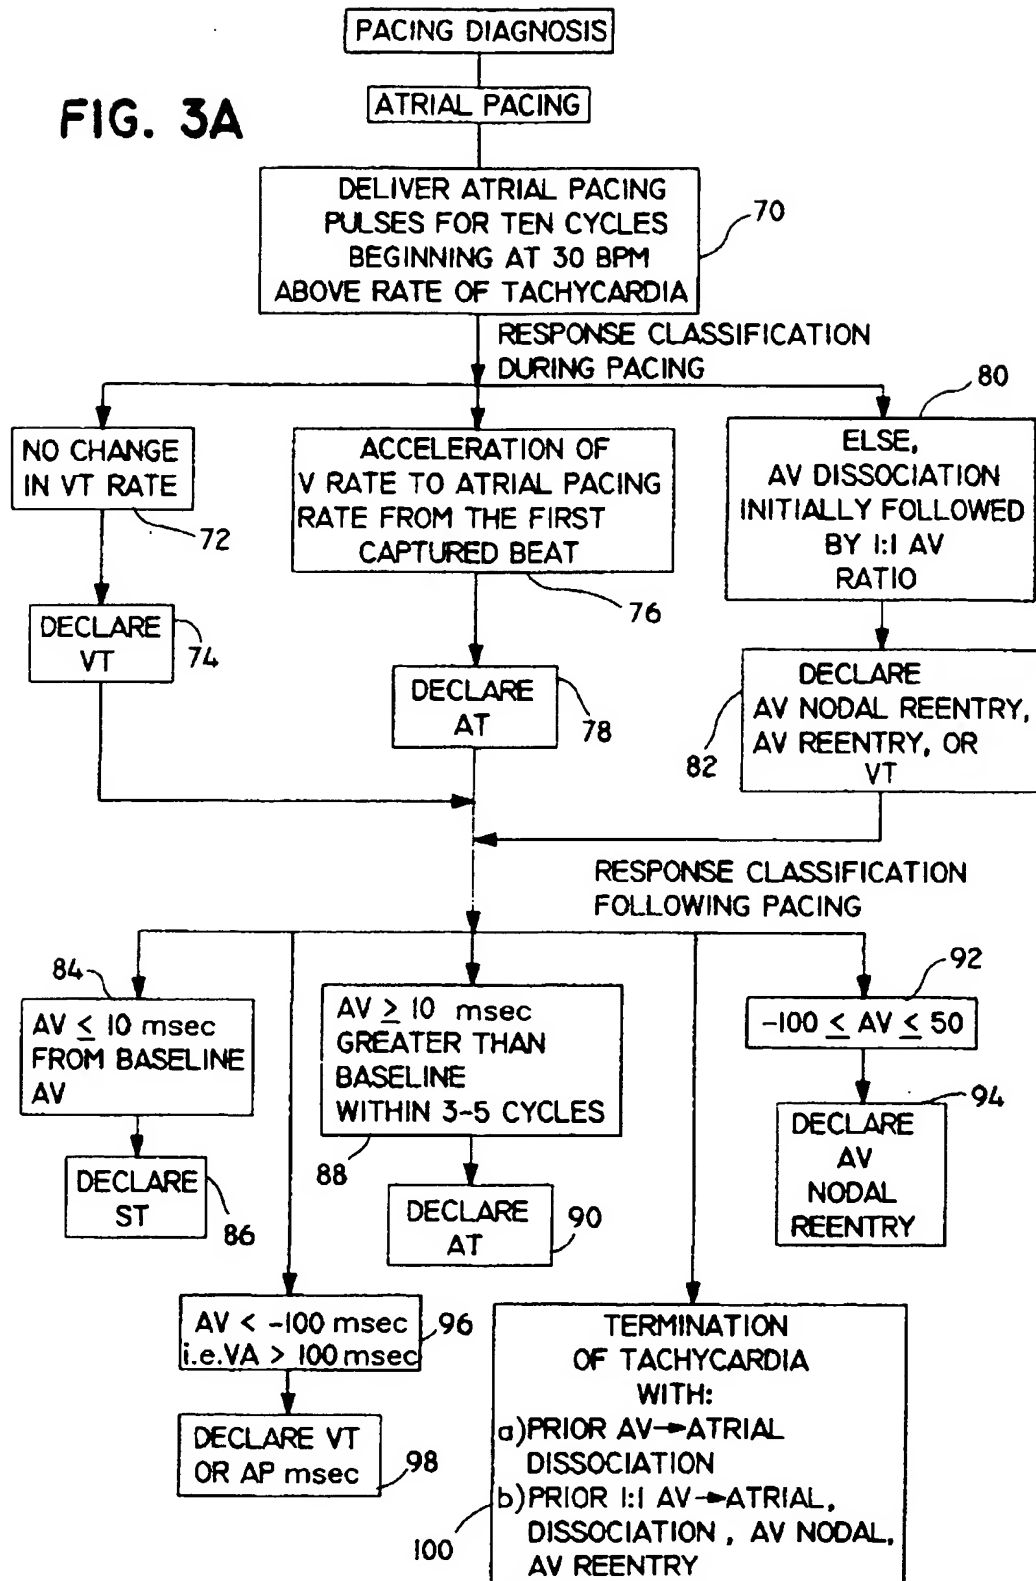 PACING DIAGNOSIS
FIG. 3A
ATRIAL PACING
DELIVER ATRIAL PACING
PULSES FOR TEN CYCLES
BEGINNING AT 30 BPM
ABOVE RATE OF TACHYCARDIA
70
RESPONSE CLASSIFICATION
DURING PACING
NO CHANGE
IN VT RATE
72
ACCELERATION OF
V RATE TO ATRIAL PACING
RATE FROM THE FIRST
CAPTURED BEAT
76
80
ELSE,
AV DISSOCIATION
INITIALLY FOLLOWED
BY 1:1 AV
RATIO
DECLARE
VT
74
DECLARE
AT
78
DECLARE
AV NODAL REENTRY,
AV REENTRY, OR
VT
82
RESPONSE CLASSIFICATION
FOLLOWING PACING
84
AV ≤ 10 msec
FROM BASELINE
AV
DECLARE
ST
86
AV ≥ 10 msec
GREATER THAN
BASELINE
WITHIN 3-5 CYCLES
88
DECLARE
AT
90
92
-100 ≤ AV ≤ 50
94
DECLARE
AV
NODAL
REENTRY
AV < -100 msec
i.e.VA > 100 msec
96
DECLARE VT
OR AP msec
98
TERMINATION
OF TACHYCARDIA
WITH:
a)PRIOR AV→ATRIAL
DISSOCIATION
b)PRIOR 1:1 AV→ATRIAL,
DISSOCIATION , AV NODAL,
AV REENTRY
100